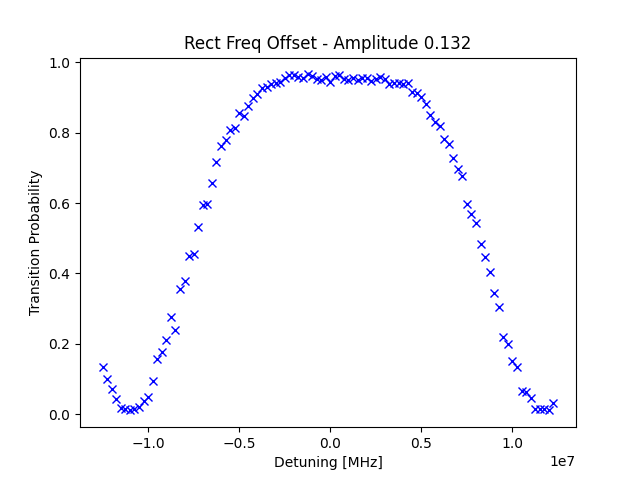 Rect Freq Offset - Amplitude 0.132
Transition Probability
1.0
0.8
0.6
0.4
0.2
0.0
−1.0 −0.5 0.0 0.5 1.0
1e7
Detuning [MHz]